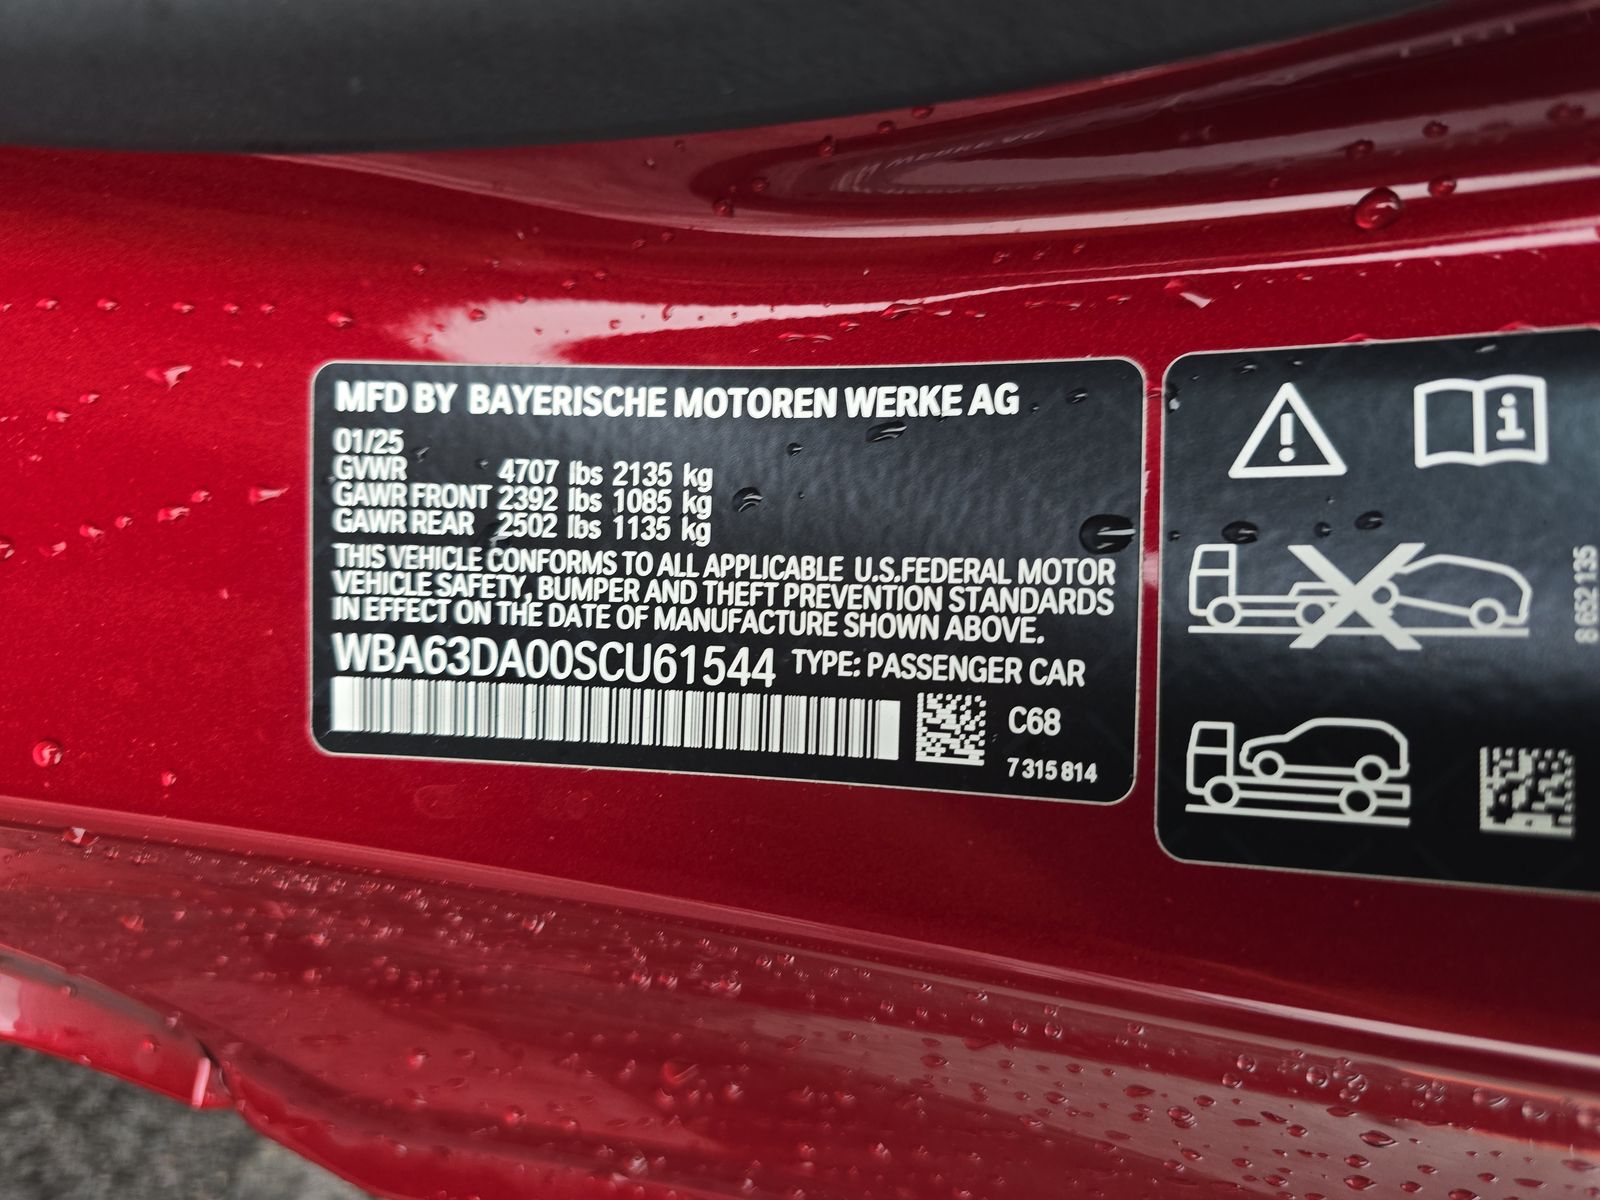 MFD BY BAYERISCHE MOTOREN WERKE AG
01/25
GVWR 4707 lbs 2135 kg
GAWR FRONT 2392 lbs 1085 kg
GAWR REAR 2502 lbs 1135 kg
THIS VEHICLE CONFORMS TO ALL APPLICABLE U.S.FEDERAL MOTOR
VEHICLE SAFETY, BUMPER AND THEFT PREVENTION STANDARDS
IN EFFECT ON THE DATE OF MANUFACTURE SHOWN ABOVE.
WBA63DA00SCU61544 TYPE: PASSENGER CAR
C68
7 315 814
8 652 135